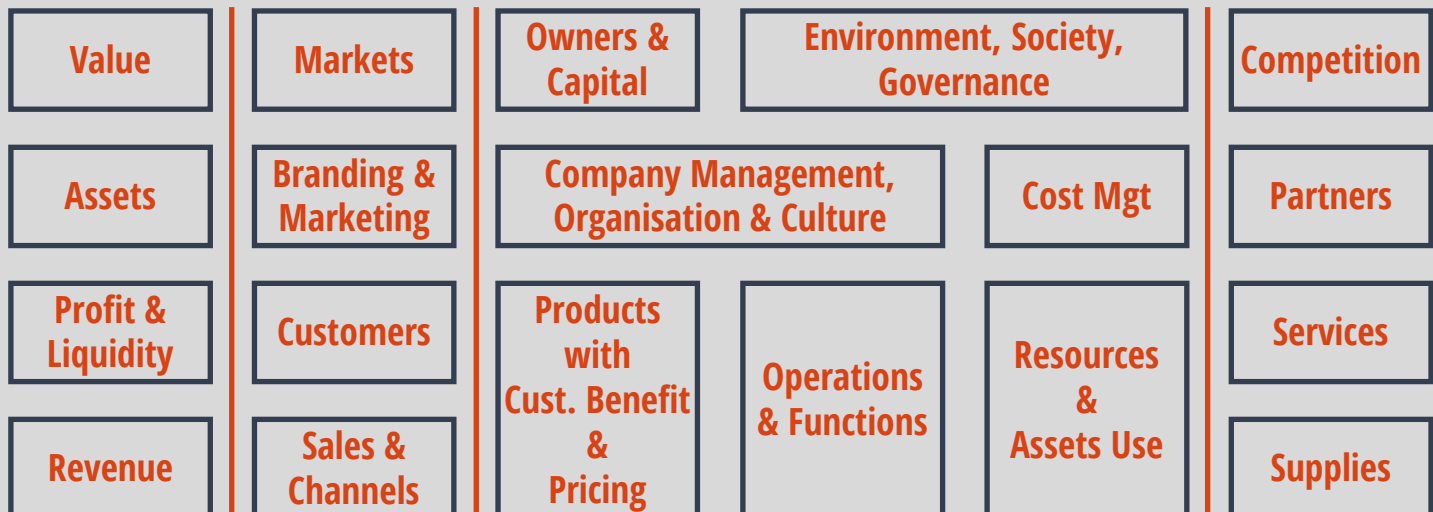 Value
Markets
Owners &
Capital
Environment, Society,
Governance
Competition
Assets
Branding &
Marketing
Company Management,
Organisation & Culture
Cost Mgt
Partners
Profit &
Liquidity
Customers
Products
with
Cust. Benefit
&
Pricing
Operations
& Functions
Resources
&
Assets Use
Services
Revenue
Sales &
Channels
Supplies